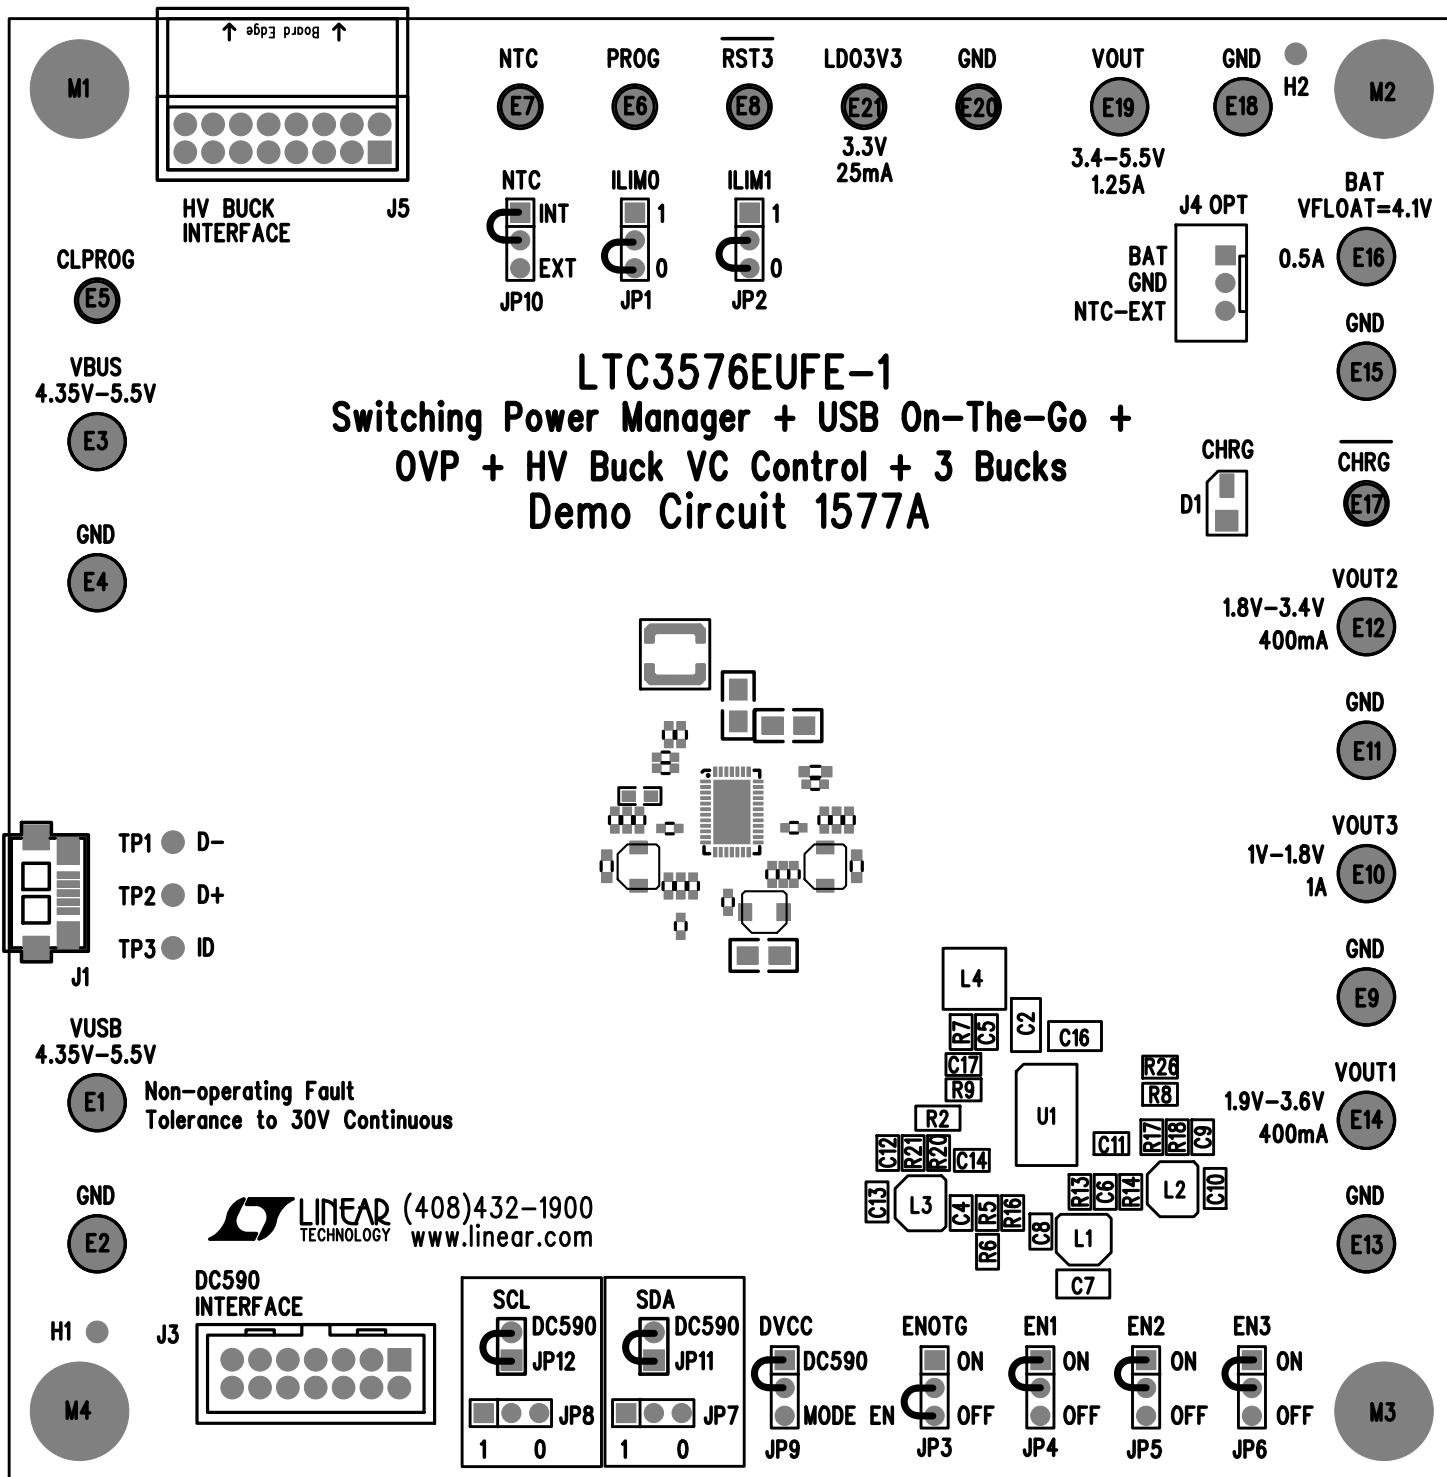 Board Edge
M1
NTC
E7
PROG
E6
RST3
E8
LDO3V3
E21
3.3V
25mA
GND
E20
VOUT
E19
3.4-5.5V
1.25A
GND
E18
H2
M2
HV BUCK
INTERFACE
J5
NTC
INT
EXT
JP10
ILIM0
1
0
JP1
ILIM1
1
0
JP2
J4 OPT
BAT
GND
NTC-EXT
BAT
VFLOAT=4.1V
0.5A
E16
CLPROG
E5
GND
E15
VBUS
4.35V-5.5V
E3
LTC3576EUFE-1
Switching Power Manager + USB On-The-Go +
OVP + HV Buck VC Control + 3 Bucks
Demo Circuit 1577A
CHRG
D1
CHRG
E17
GND
E4
VOUT2
1.8V-3.4V
400mA
E12
GND
E11
TP1 D-
TP2 D+
TP3 ID
J1
VOUT3
1V-1.8V
1A
E10
GND
E9
VUSB
4.35V-5.5V
E1
Non-operating Fault
Tolerance to 30V Continuous
L4
R7
C5
C2
C16
C17
R9
R2
U1
R26
R8
C12
R21
R20
C14
C11
R17
R18
C9
C13
L3
C4
R5
R16
R6
C8
R13
C6
R14
L2
C10
L1
C7
VOUT1
1.9V-3.6V
400mA
E14
GND
E13
GND
E2
LINEAR
TECHNOLOGY
(408)432-1900
www.linear.com
DC590
INTERFACE
H1
J3
M4
SCL
DC590
JP12
JP8
1 0
SDA
DC590
JP11
JP7
1 0
DVCC
DC590
MODE EN
JP9
ENOTG
ON
OFF
JP3
EN1
ON
OFF
JP4
EN2
ON
OFF
JP5
EN3
ON
OFF
JP6
M3